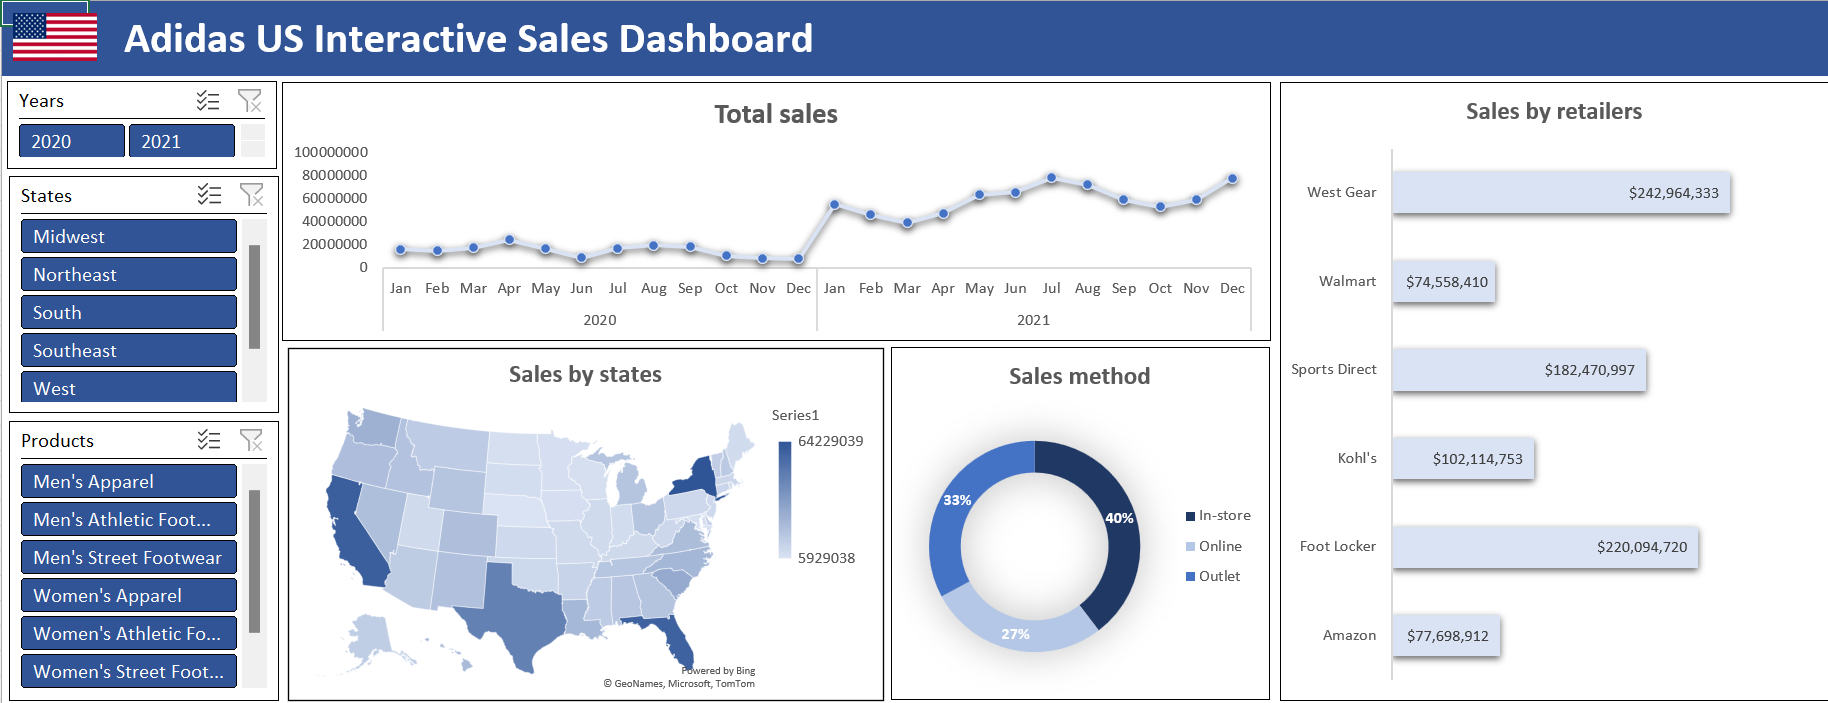 Adidas US Interactive Sales Dashboard
Years
2020 2021
States
Midwest
Northeast
South
Southeast
West
Products
Men's Apparel
Men's Athletic Foot...
Men's Street Footwear
Women's Apparel
Women's Athletic Fo...
Women's Street Foot...
Total sales
100000000
80000000
60000000
40000000
20000000
0
Jan Feb Mar Apr May Jun Jul Aug Sep Oct Nov Dec Jan Feb Mar Apr May Jun Jul Aug Sep Oct Nov Dec
2020 2021
Sales by states
Series1
64229039
5929038
Powered by Bing
© GeoNames, Microsoft, TomTom
Sales method
33%
40%
27%
In-store
Online
Outlet
Sales by retailers
West Gear $242,964,333
Walmart $74,558,410
Sports Direct $182,470,997
Kohl's $102,114,753
Foot Locker $220,094,720
Amazon $77,698,912